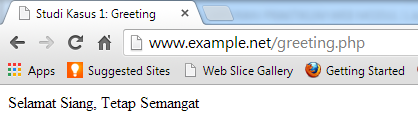 Studi Kasus 1: Greeting
www.example.net/greeting.php
Apps Suggested Sites Web Slice Gallery Getting Started
Selamat Siang, Tetap Semangat